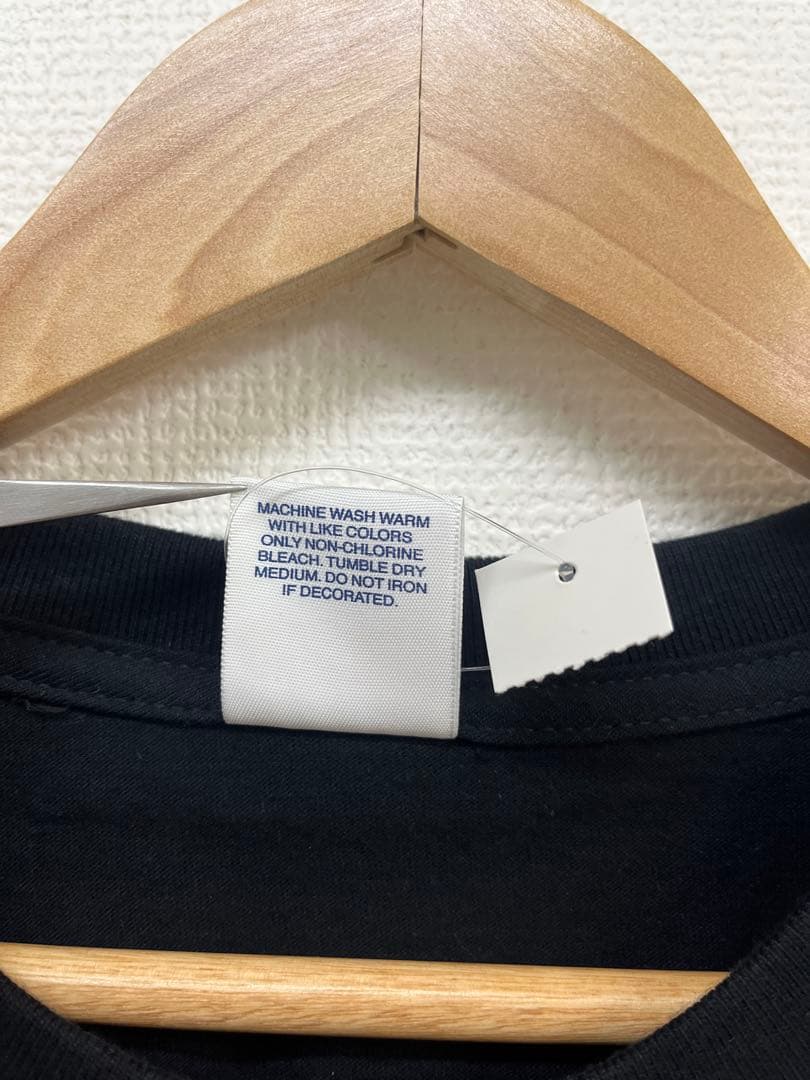 MACHINE WASH WARM
WITH LIKE COLORS
ONLY NON-CHLORINE
BLEACH. TUMBLE DRY
MEDIUM. DO NOT IRON
IF DECORATED.